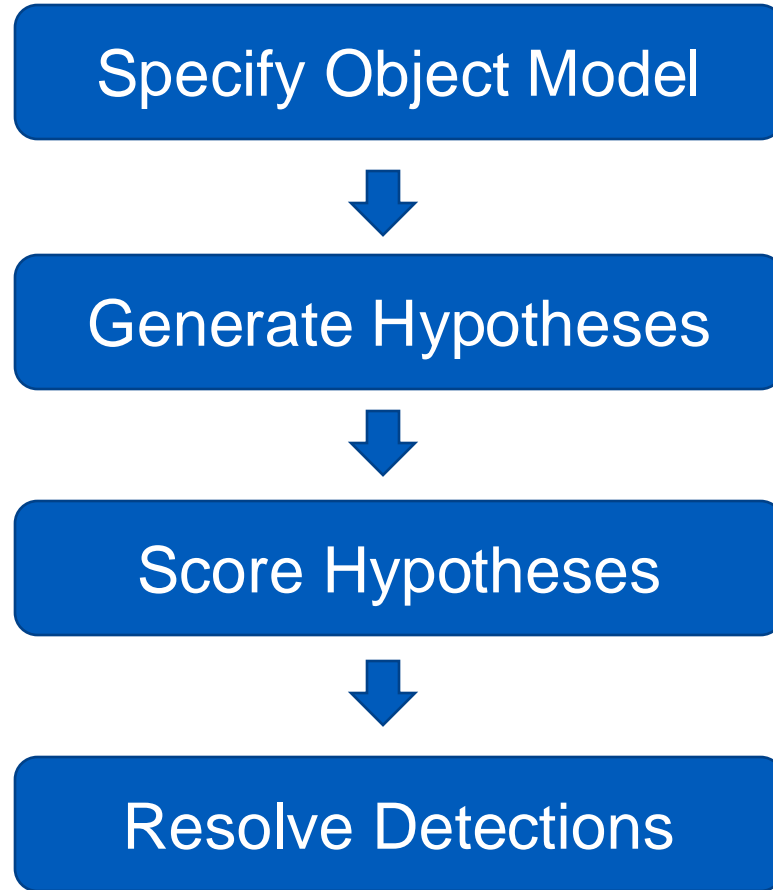 Specify Object Model
Generate Hypotheses
Score Hypotheses
Resolve Detections